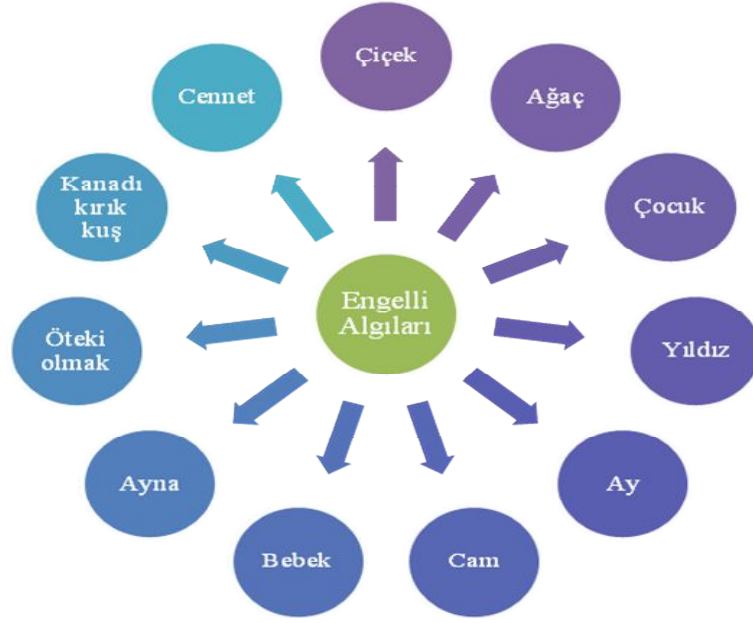 Çiçek
Ağaç
Çocuk
Yıldız
Ay
Cam
Bebek
Ayna
Öteki
olmak
Kanadı
kırık
kuş
Cennet
Engelli
Algıları